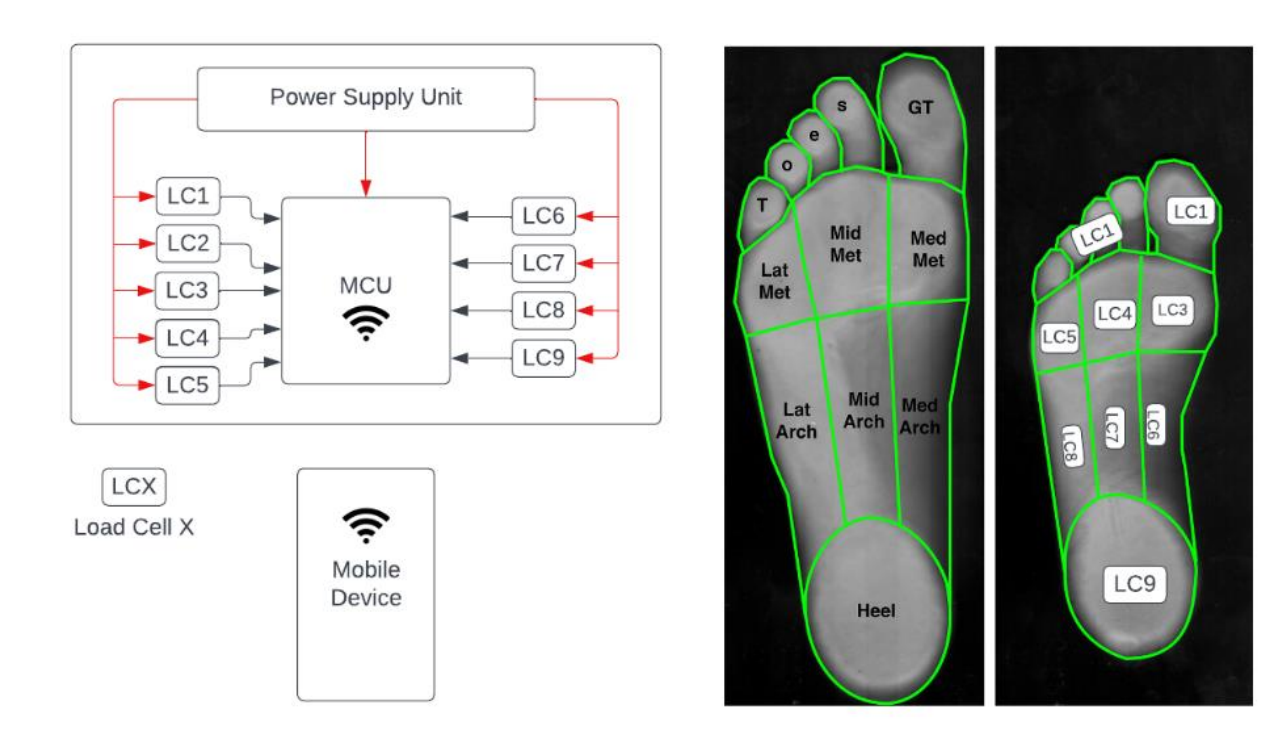 Power Supply Unit
LC1
LC2
LC3
LC4
LC5
MCU
LC6
LC7
LC8
LC9
LCX
Load Cell X
Mobile
Device
T
o
e
s
GT
Lat
Met
Mid
Met
Med
Met
Lat
Arch
Mid
Arch
Med
Arch
Heel
LC1
LC1
LC5
LC4
LC3
LC8
LC7
LC6
LC9